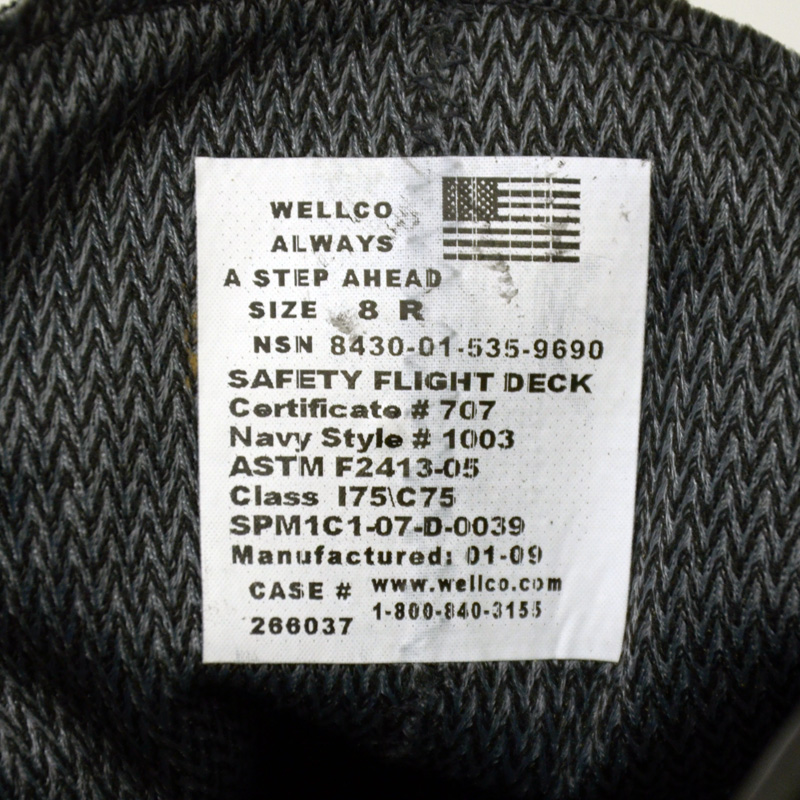 WELLCO
ALWAYS
A STEP AHEAD
SIZE 8 R
NSN 8430-01-535-9690
SAFETY FLIGHT DECK
Certificate # 707
Navy Style # 1003
ASTM F2413-05
Class I75\C75
SPM1C1-07-D-0039
Manufactured: 01-09
CASE # www.wellco.com
266037 1-800-840-3155